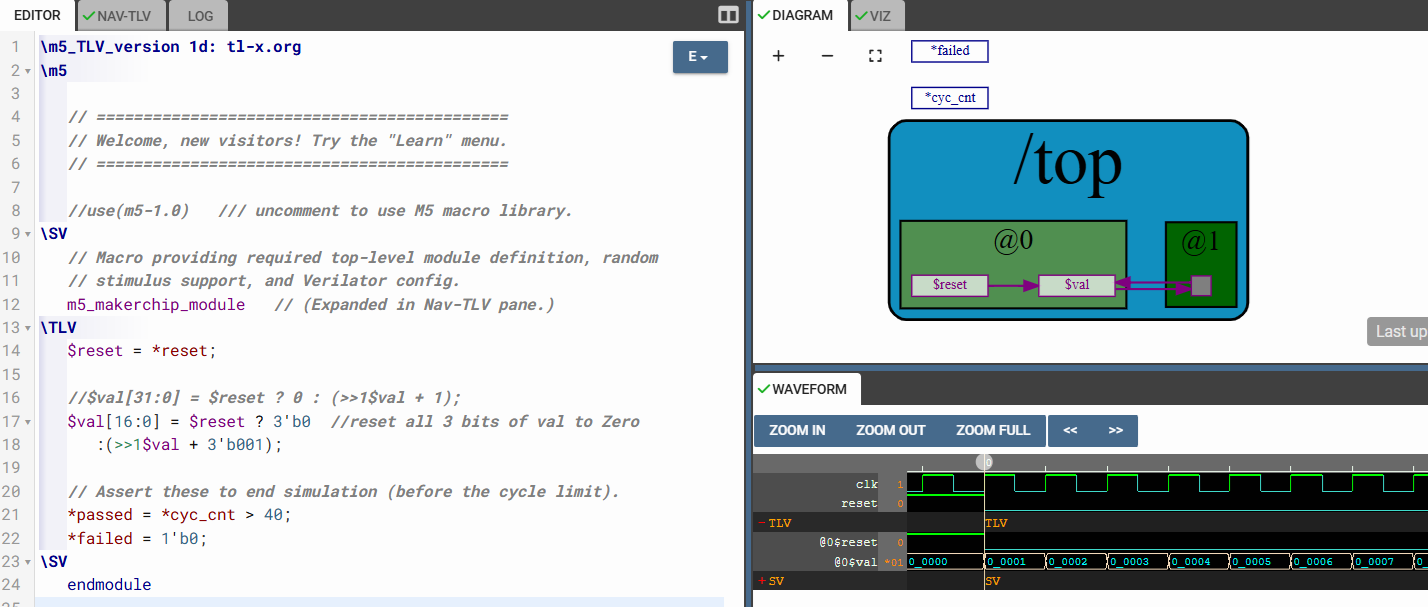 EDITOR NAV-TLV LOG
1 \m5_TLV_version 1d: tl-x.org
2 \m5
3
4 // ===========================================
5 // Welcome, new visitors! Try the "Learn" menu.
6 // ===========================================
7
8 //use(m5-1.0)   /// uncomment to use M5 macro library.
9 \SV
10 // Macro providing required top-level module definition, random
11 // stimulus support, and Verilator config.
12 m5_makerchip_module   // (Expanded in Nav-TLV pane.)
13 \TLV
14 $reset = *reset;
15
16 //$val[31:0] = $reset ? 0 : (>>1$val + 1);
17 $val[16:0] = $reset ? 3'b0  //reset all 3 bits of val to Zero
18 :(>>1$val + 3'b001);
19
20 // Assert these to end simulation (before the cycle limit).
21 *passed = *cyc_cnt > 40;
22 *failed = 1'b0;
23 \SV
24 endmodule
25
E
DIAGRAM VIZ
+ −
*failed
*cyc_cnt
/top
@0 @1
$reset $val
Last up
WAVEFORM
ZOOM IN ZOOM OUT ZOOM FULL << >>
0
clk 1
reset 0
- TLV TLV
@0$reset 0
@0$val *01 0_0000 0_0001 0_0002 0_0003 0_0004 0_0005 0_0006 0_0007 0_
+ SV SV